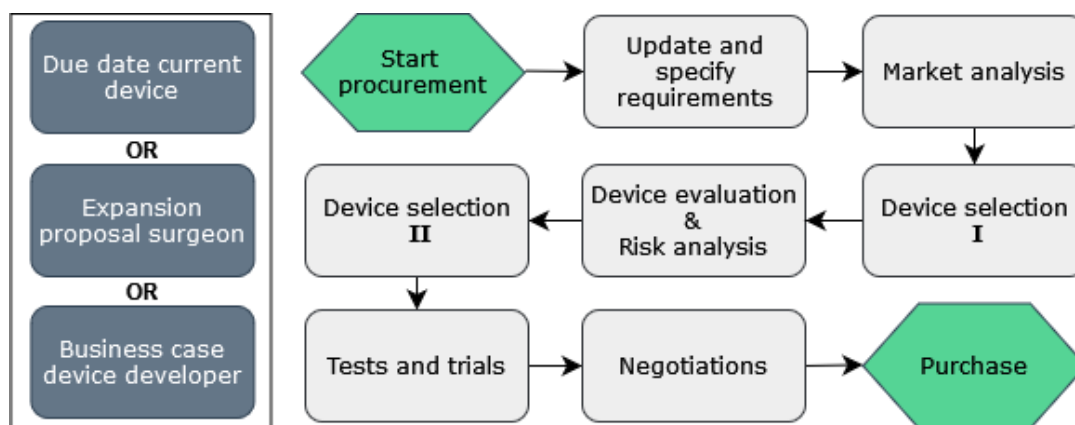 Due date current
device
OR
Expansion
proposal surgeon
OR
Business case
device developer
Start
procurement
Update and
specify
requirements
Market analysis
Device selection
I
Device evaluation
&
Risk analysis
Device selection
II
Tests and trials
Negotiations
Purchase